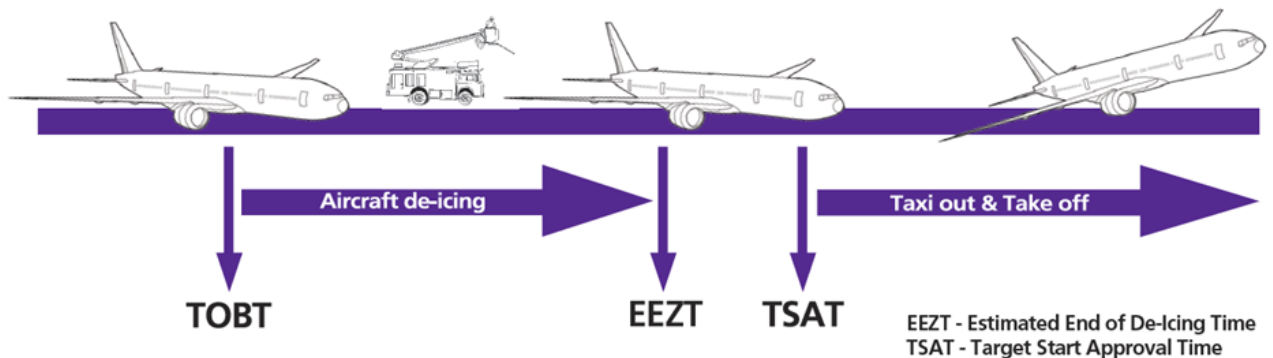 Aircraft de-icing
Taxi out & Take off
TOBT
EEZT
TSAT
EEZT - Estimated End of De-Icing Time
TSAT - Target Start Approval Time